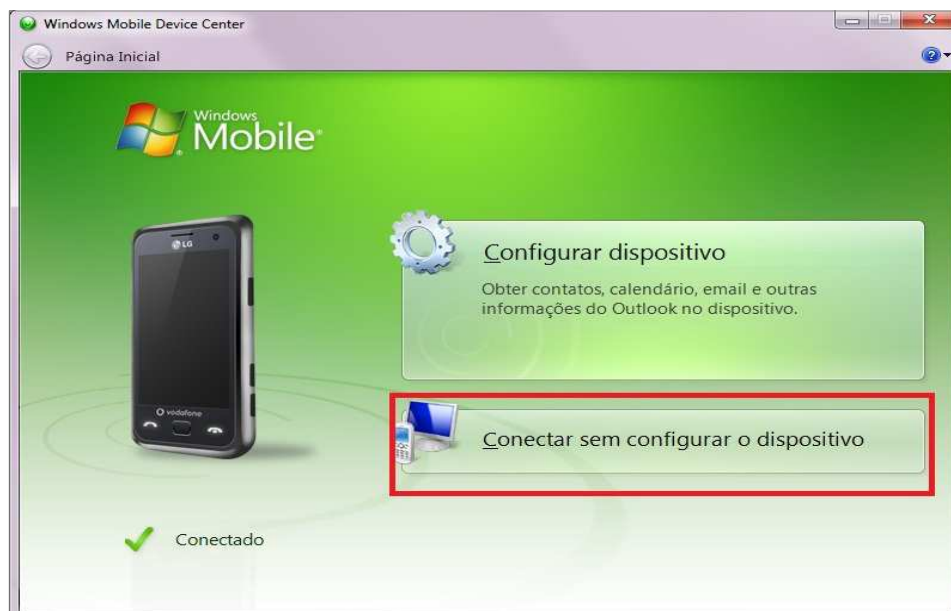 Windows Mobile Device Center
Página Inicial
Windows
Mobile®
LG
Configurar dispositivo
Obter contatos, calendário, email e outras
informações do Outlook no dispositivo.
vodafone
Conectar sem configurar o dispositivo
Conectado